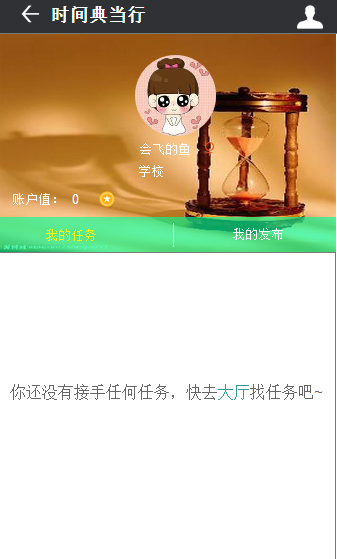 时间典当行
会飞的鱼
学校
账户值： 0
我的任务
我的发布
你还没有接手任何任务，快去大厅找任务吧~